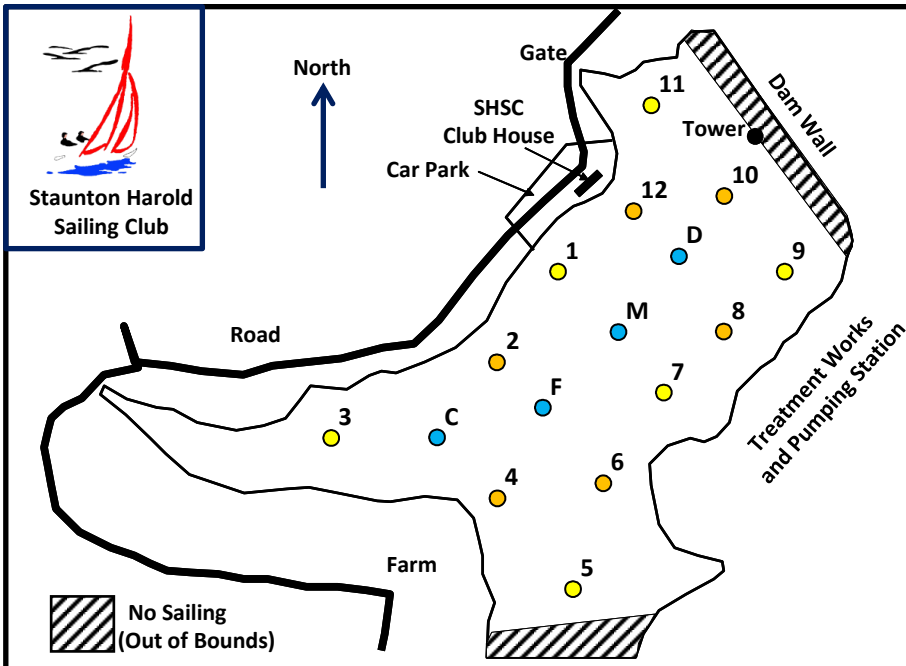 Staunton Harold
Sailing Club
North
Gate
SHSC
Club House
Car Park
11
Tower
Dam Wall
12
10
D
1
9
M
8
Road
2
7
Treatment Works
and Pumping Station
F
3
C
4
6
Farm
5
No Sailing
(Out of Bounds)